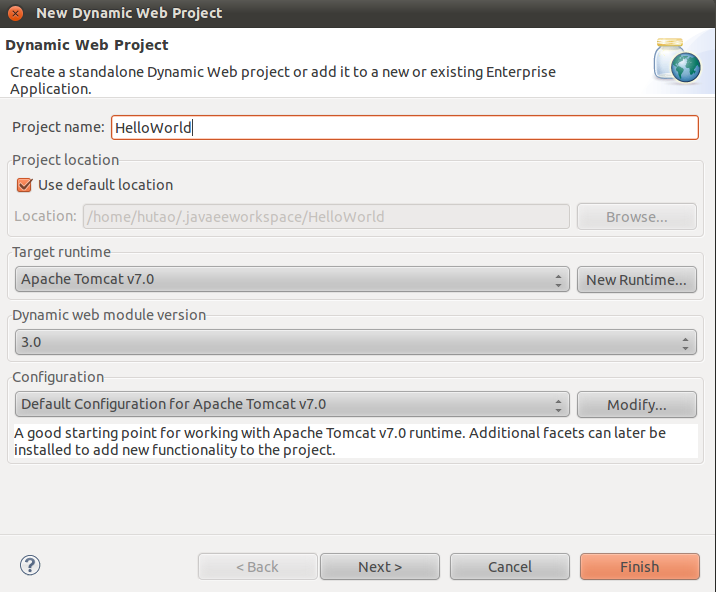 New Dynamic Web Project
Dynamic Web Project
Create a standalone Dynamic Web project or add it to a new or existing Enterprise
Application.
Project name: HelloWorld
Project location
Use default location
Location: /home/hutao/.javaeeworkspace/HelloWorld Browse...
Target runtime
Apache Tomcat v7.0 New Runtime...
Dynamic web module version
3.0
Configuration
Default Configuration for Apache Tomcat v7.0 Modify...
A good starting point for working with Apache Tomcat v7.0 runtime. Additional facets can later be
installed to add new functionality to the project.
? < Back Next > Cancel Finish